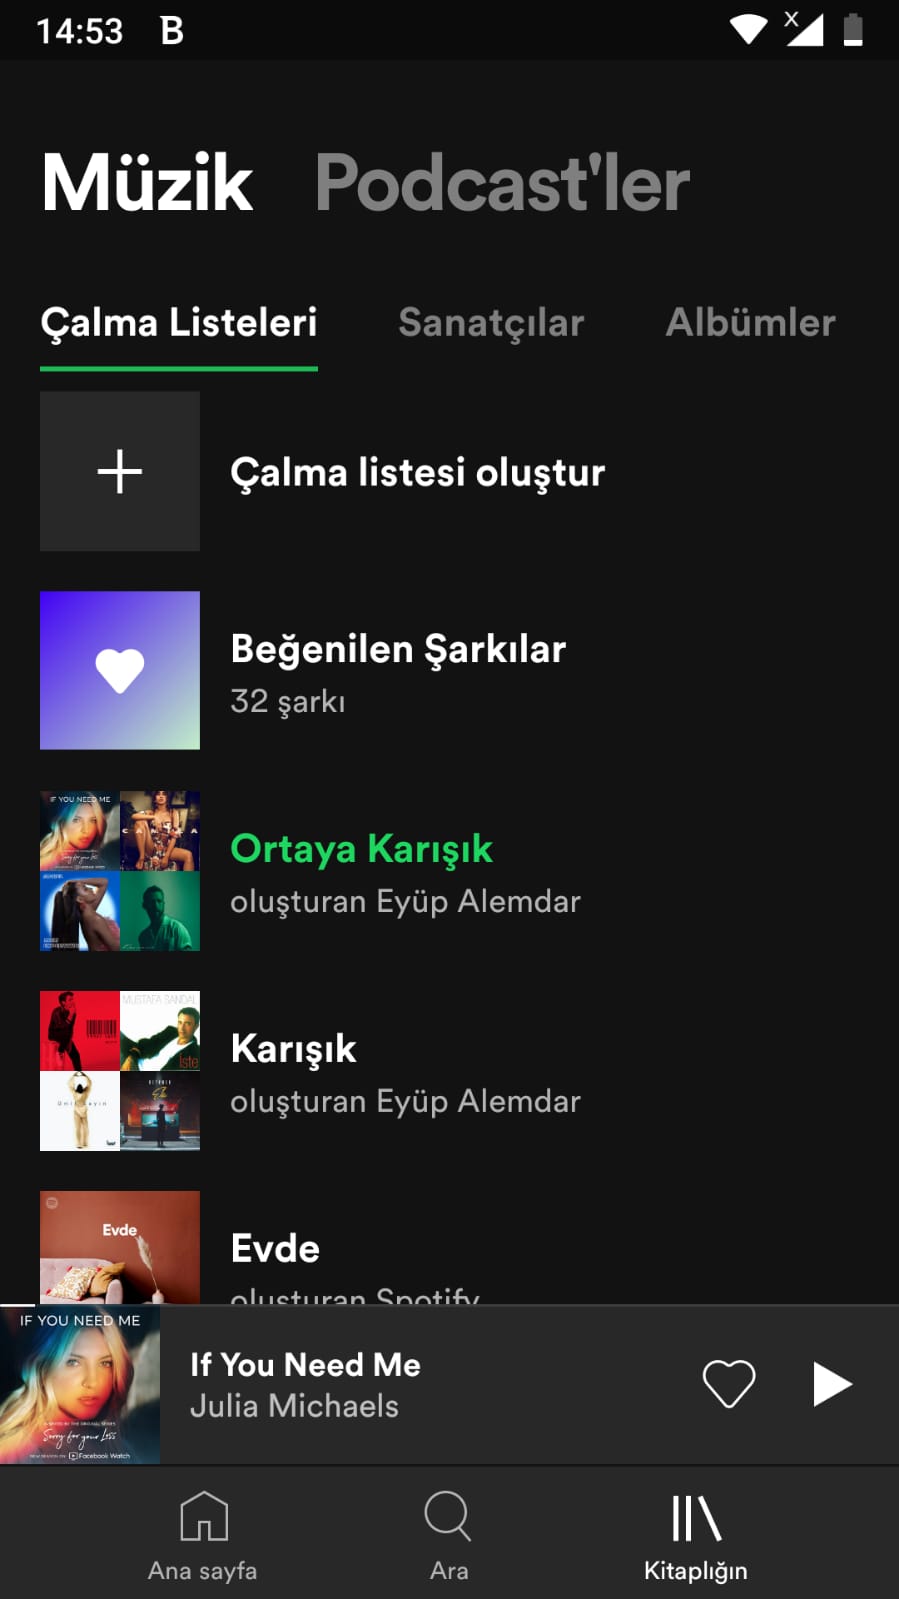 14:53 B
Müzik Podcast'ler
Çalma Listeleri Sanatçılar Albümler
Çalma listesi oluştur
Beğenilen Şarkılar
32 şarkı
IF YOU NEED ME
Ortaya Karışık
oluşturan Eyüp Alemdar
MUSTAFA SANDAL
İste
Karışık
oluşturan Eyüp Alemdar
Evde
Evde
oluşturan Spotify
IF YOU NEED ME
Sorry for your Loss
Facebook Watch
If You Need Me
Julia Michaels
Ana sayfa Ara Kitaplığın